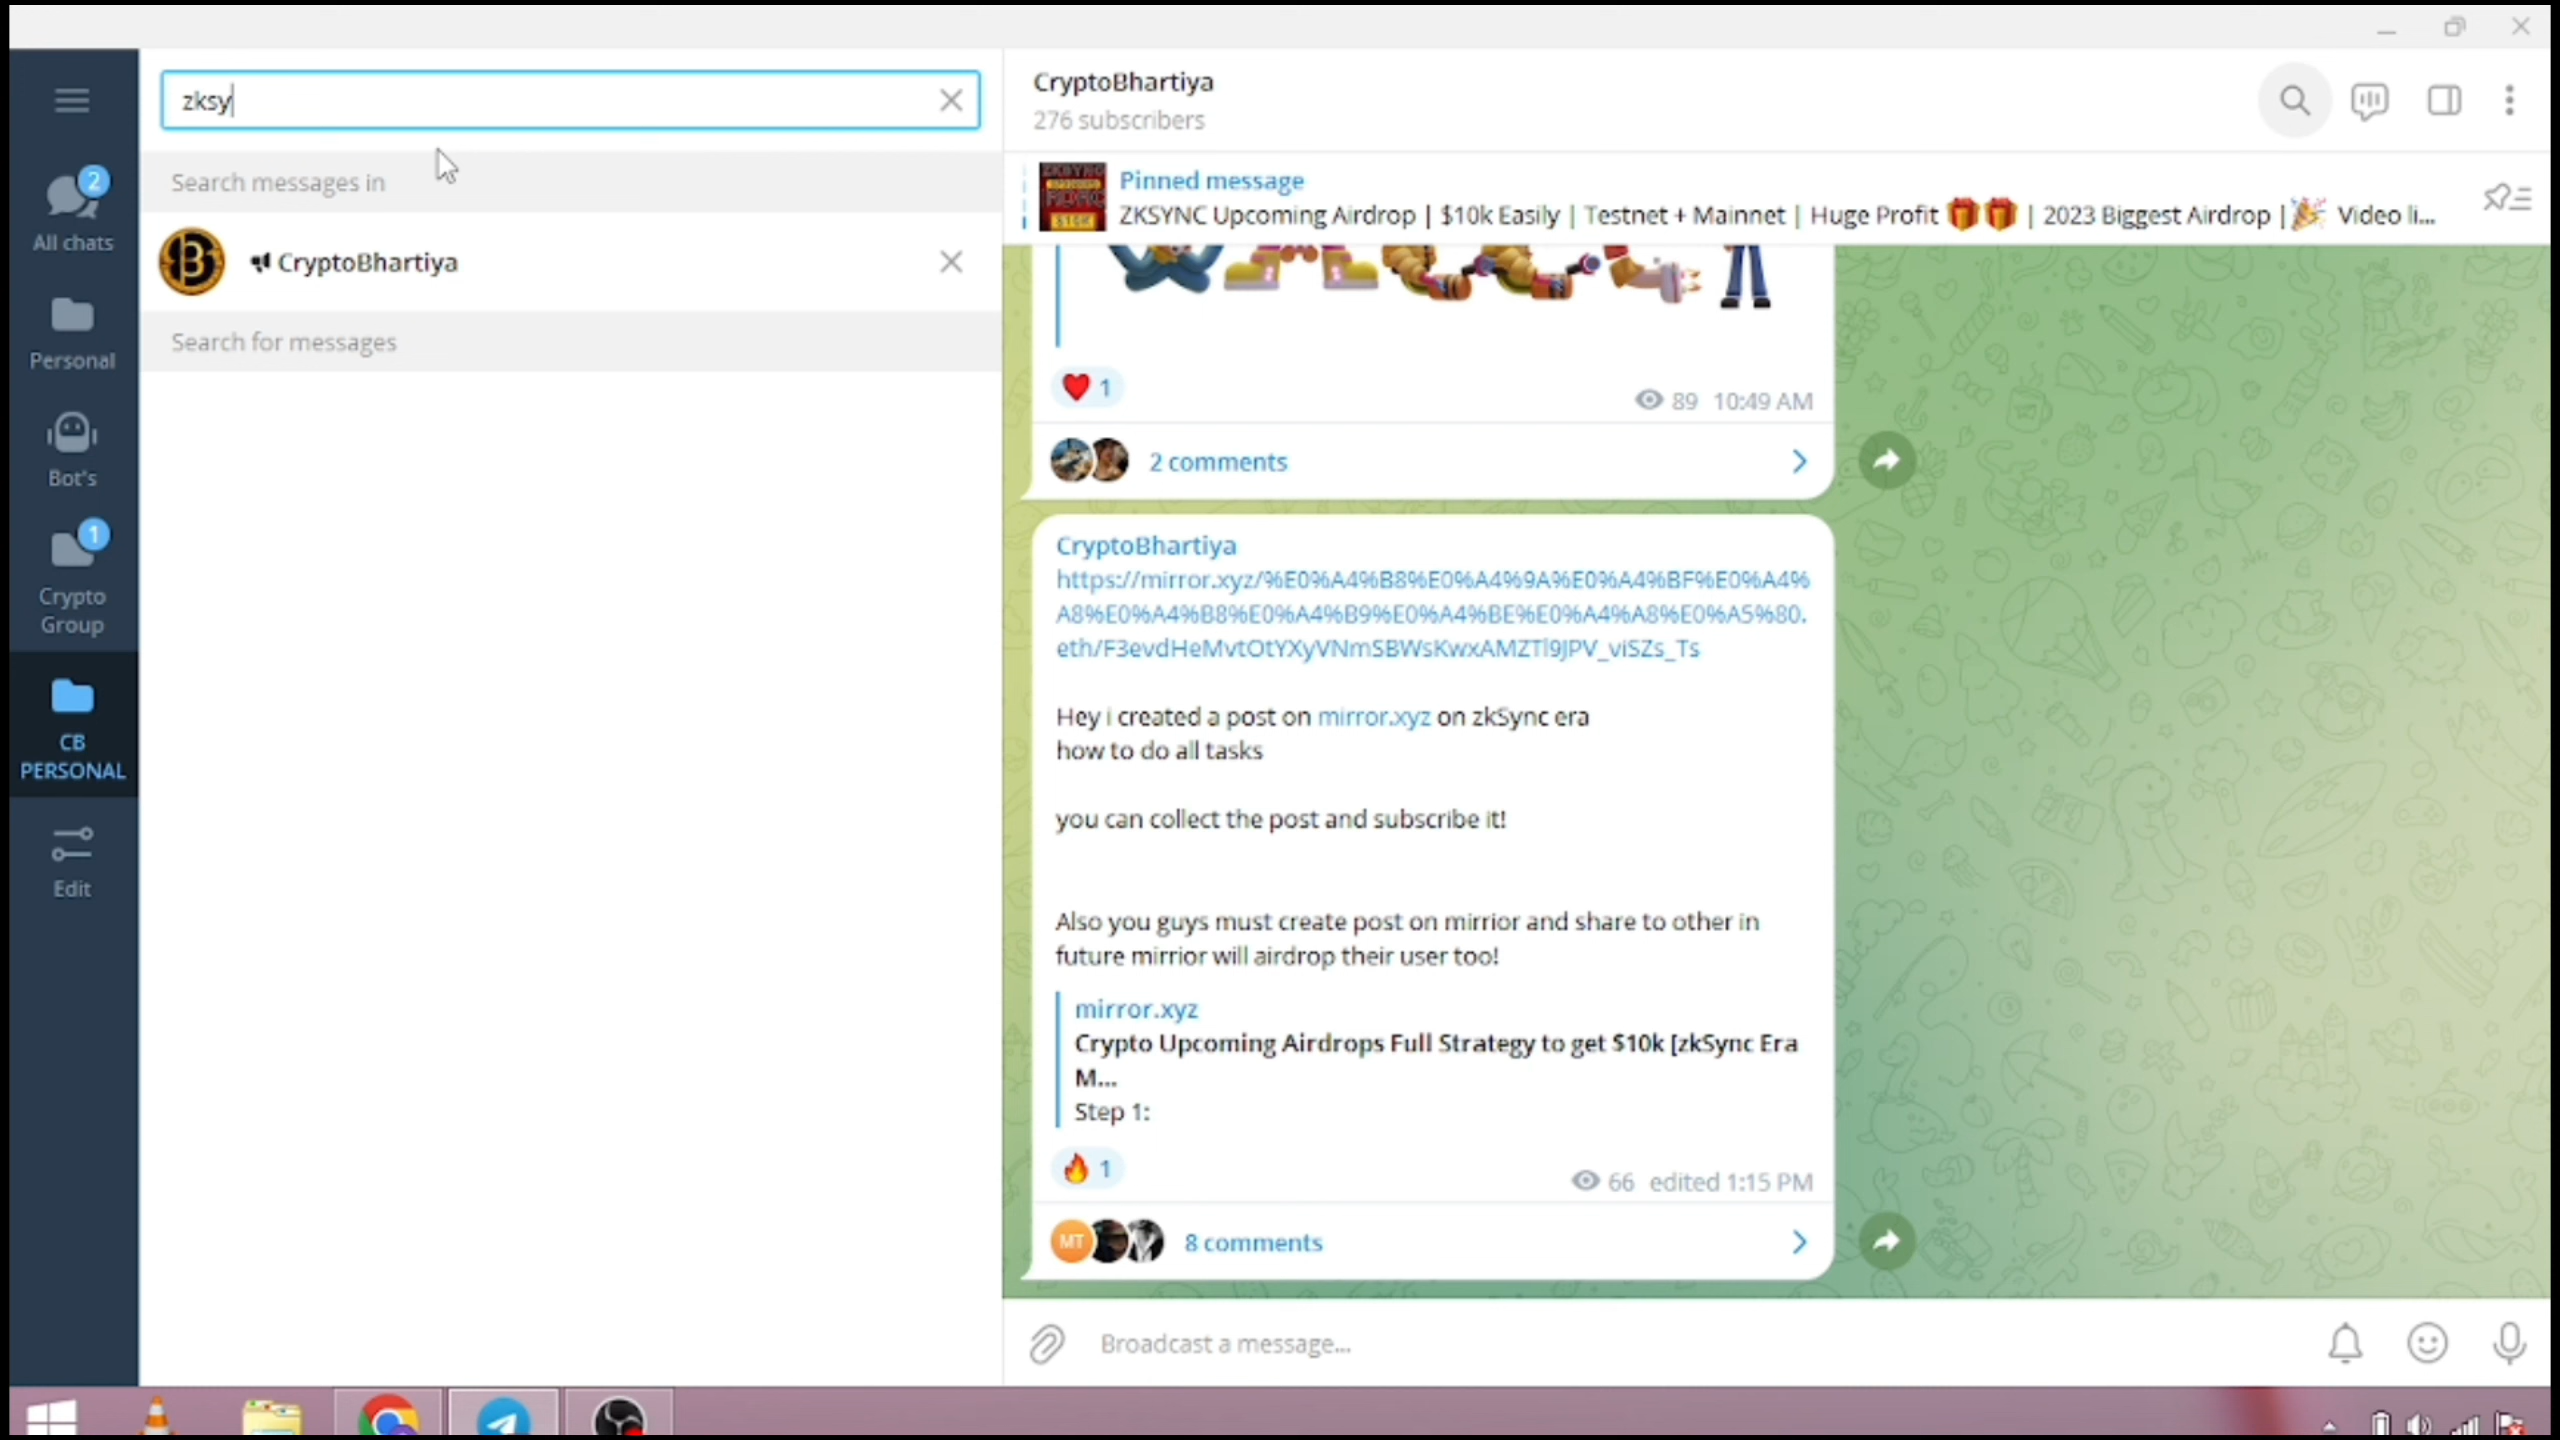 zksy
Search messages in
CryptoBhartiya
Search for messages
2
All chats
Personal
Bot's
1
Crypto
Group
CB
PERSONAL
Edit
CryptoBhartiya
276 subscribers
Pinned message
ZKSYNC Upcoming Airdrop | $10k Easily | Testnet + Mainnet | Huge Profit 🎁🎁 | 2023 Biggest Airdrop |🎉 Video li...
❤️ 1
89 10:49 AM
2 comments
CryptoBhartiya
https://mirror.xyz/%E0%A4%B8%E0%A4%9A%E0%A4%BF%E0%A4%
A8%E0%A4%B8%E0%A4%B9%E0%A4%BE%E0%A4%A8%E0%A5%80.
eth/F3evdHeMvtOtYXyVNmSBWsKwxAMZTl9JPV_viSZs_Ts
Hey i created a post on mirror.xyz on zkSync era
how to do all tasks
you can collect the post and subscribe it!
Also you guys must create post on mirrior and share to other in
future mirrior will airdrop their user too!
mirror.xyz
Crypto Upcoming Airdrops Full Strategy to get $10k [zkSync Era
M...
Step 1:
🔥 1
66 edited 1:15 PM
MT
8 comments
Broadcast a message...